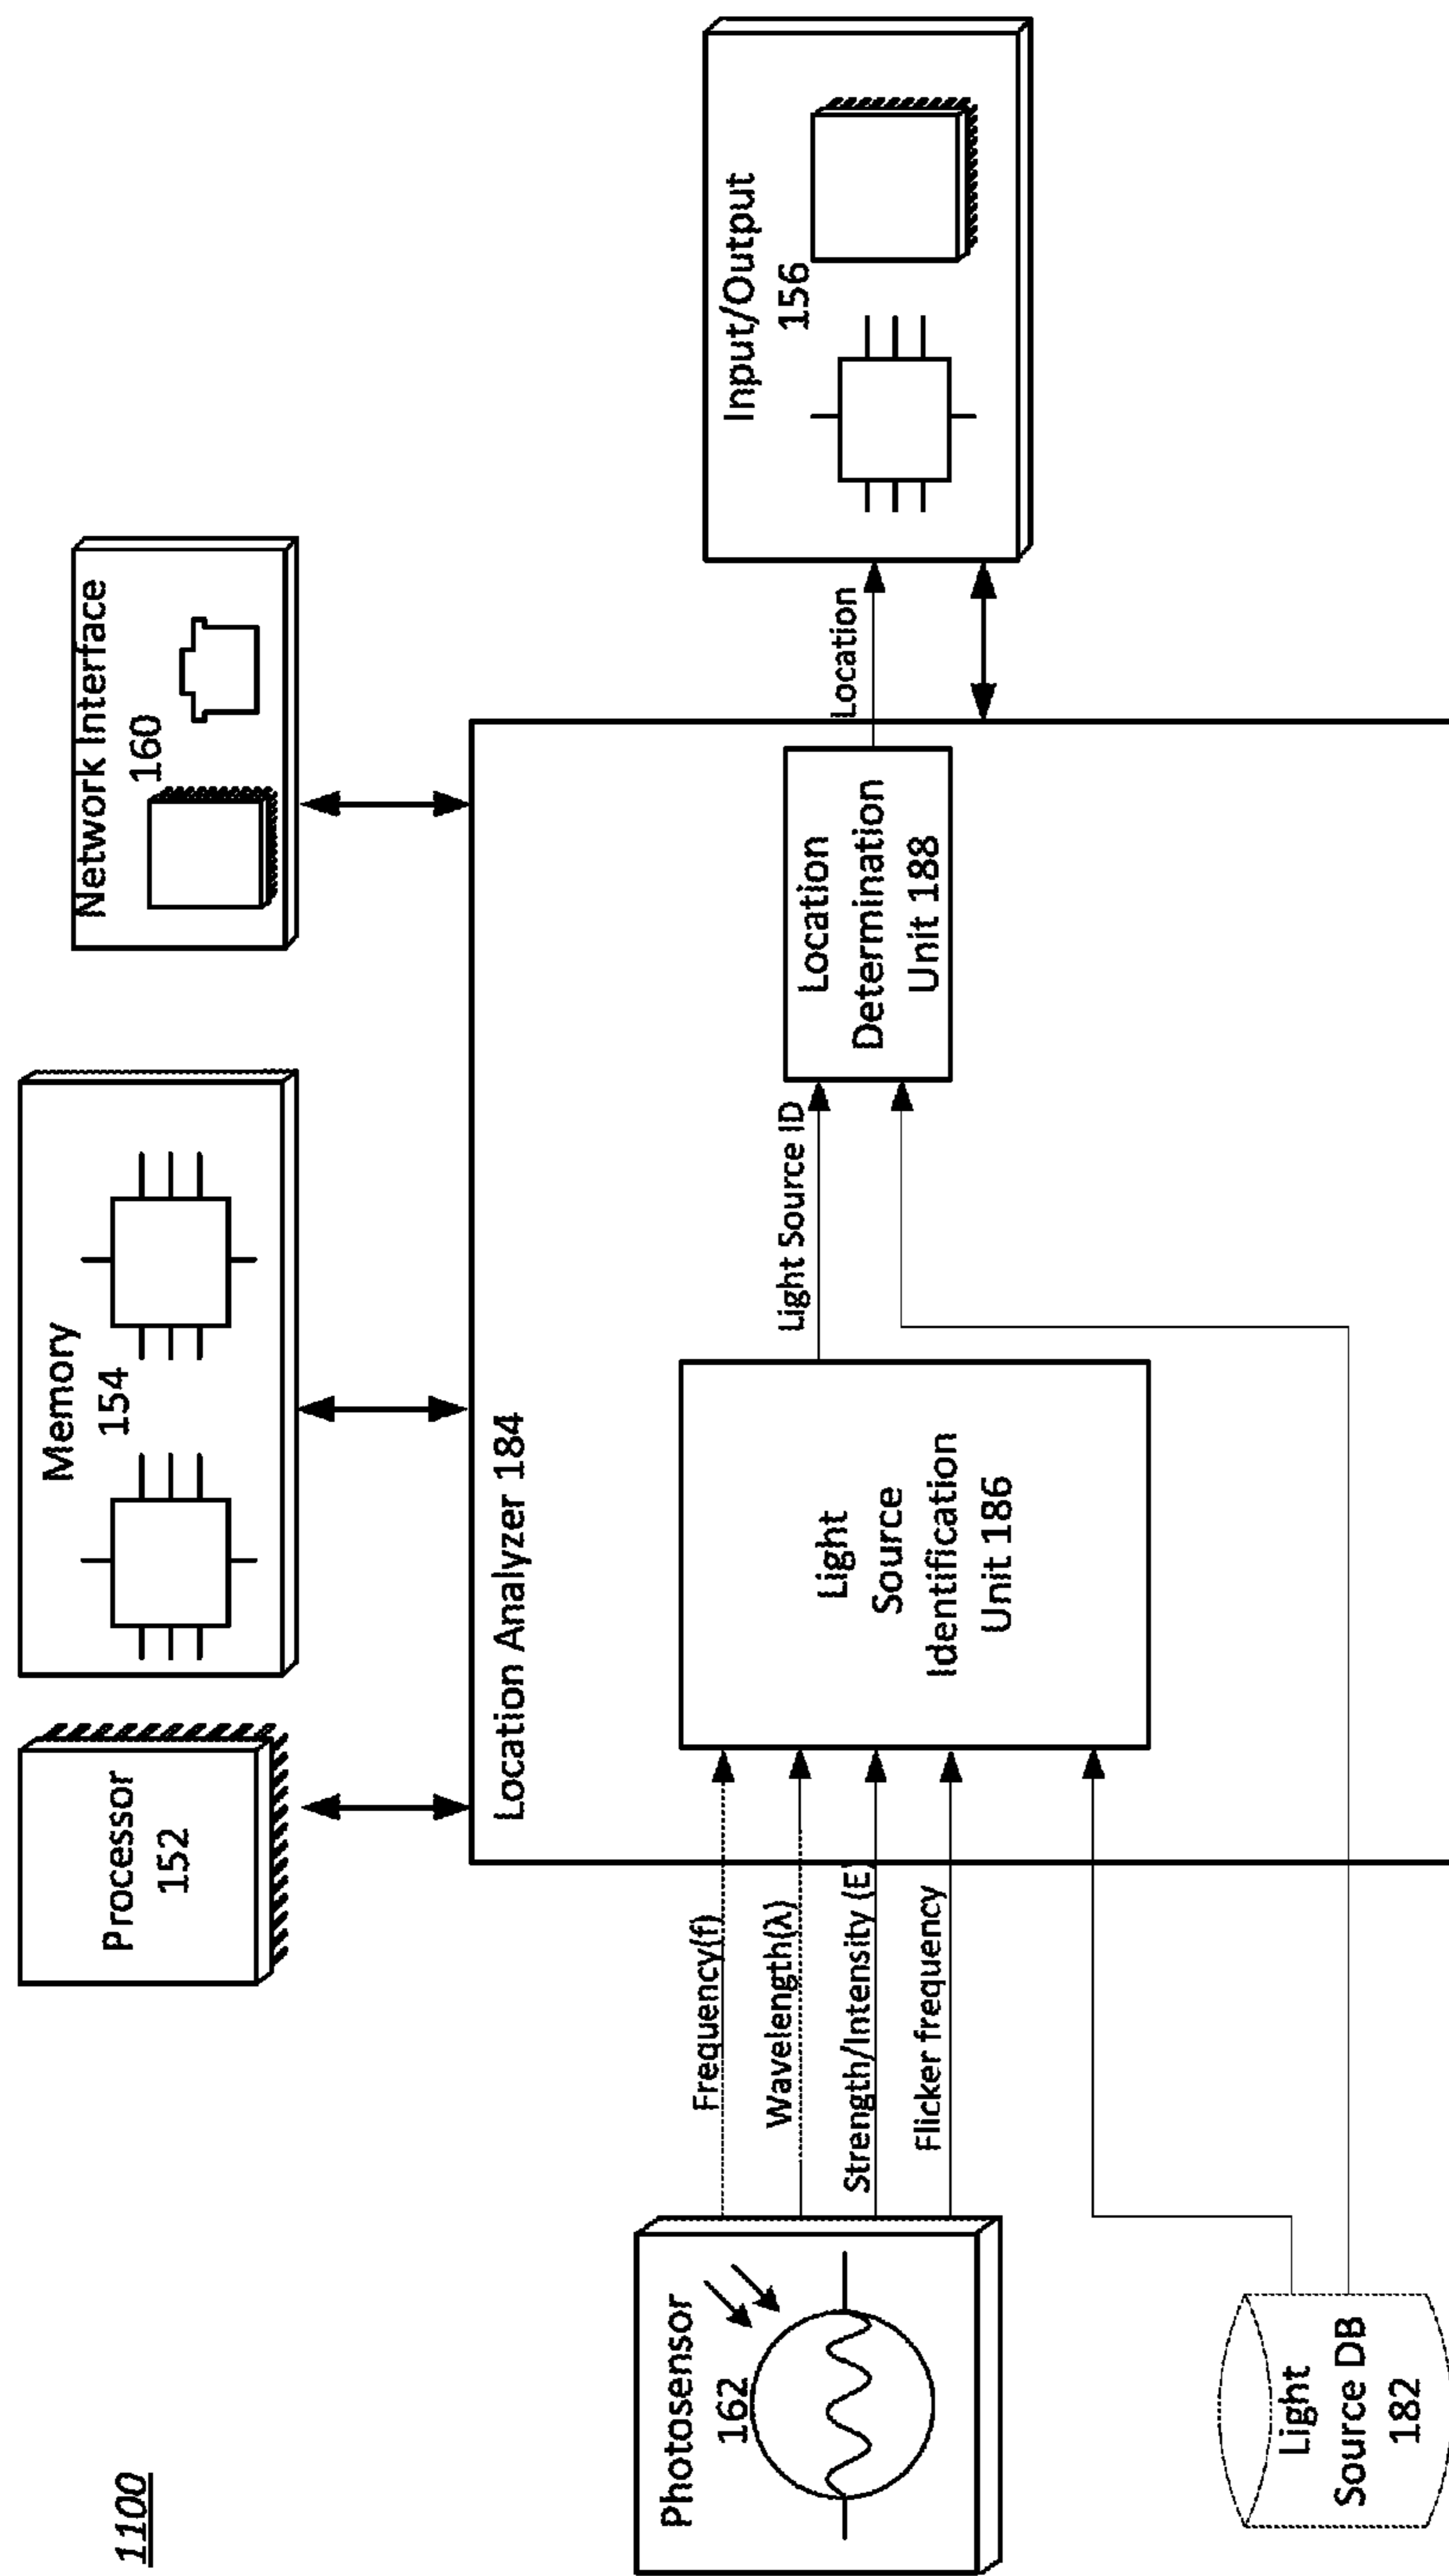 1100
Processor
152
Memory
154
Network Interface
160
Location Analyzer 184
Photosensor
162
Frequency(f)
Wavelength(λ)
Strength/Intensity (E)
Flicker frequency
Light
Source
Identification
Unit 186
Light Source ID
Location
Determination
Unit 188
Location
Input/Output
156
Light
Source DB
182